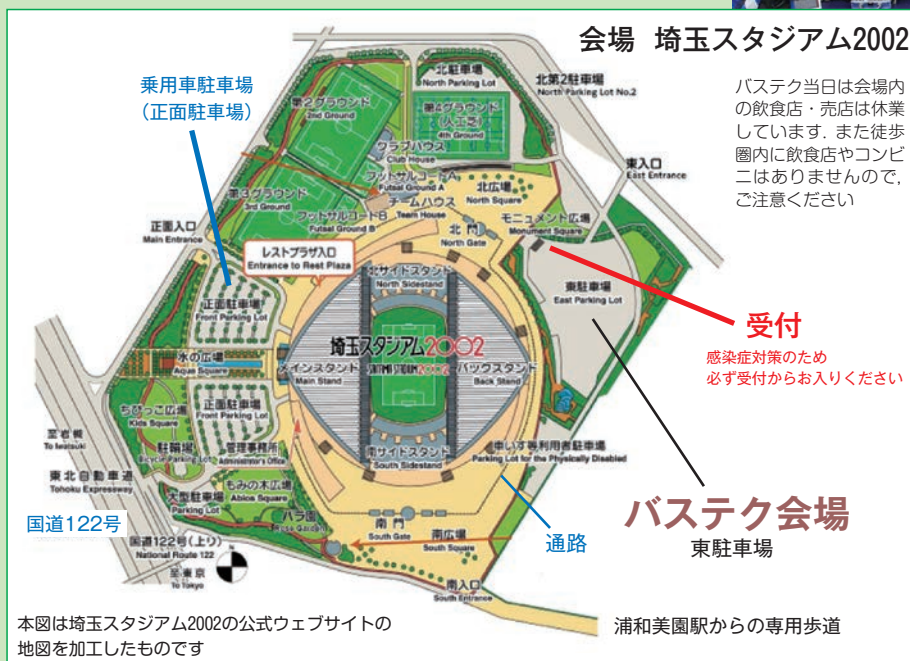 会場 埼玉スタジアム2002
バステク当日は会場内
の飲食店・売店は休業
しています．また徒歩
圏内に飲食店やコンビ
ニはありませんので，
ご注意ください
乗用車駐車場
(正面駐車場)
北駐車場
North Parking Lot
北第2駐車場
North Parking Lot No.2
第2グラウンド
2nd Ground
第4グラウンド
(人工芝)
4th Ground
クラブハウス
Club House
東入口
East Entrance
フットサルコートA
Futsal Ground A
第3グラウンド
3rd Ground
チームハウス
Team House
北広場
North Square
フットサルコートB
Futsal Ground B
モニュメント広場
Monument Square
正面入口
Main Entrance
北門
North Gate
レストプラザ入口
Entrance to Rest Plaza
北サイドスタンド
North Sidestand
正面駐車場
Front Parking Lot
東駐車場
East Parking Lot
受付
感染症対策のため
必ず受付からお入りください
埼玉スタジアム2002
SAITAMA STADIUM 2002
水の広場
Aqua Square
メインスタンド
Main Stand
バックスタンド
Back Stand
ちびっこ広場
Kids Square
正面駐車場
Front Parking Lot
至岩槻
To Iwatsuki
駐輪場
Bicycle Parking Lot
管理事務所
Administrator's Office
南サイドスタンド
South Sidestand
車いす等利用者駐車場
Parking Lot for the Physically Disabled
東北自動車道
Tohoku Expressway
もみの木広場
Abies Square
大型駐車場
Parking Lot
バステク会場
東駐車場
国道122号
バラ園
Rose Garden
南門
South Gate
南広場
South Square
通路
国道122号(上り)
National Route 122
N
至東京
To Tokyo
南入口
South Entrance
本図は埼玉スタジアム2002の公式ウェブサイトの
地図を加工したものです
浦和美園駅からの専用歩道